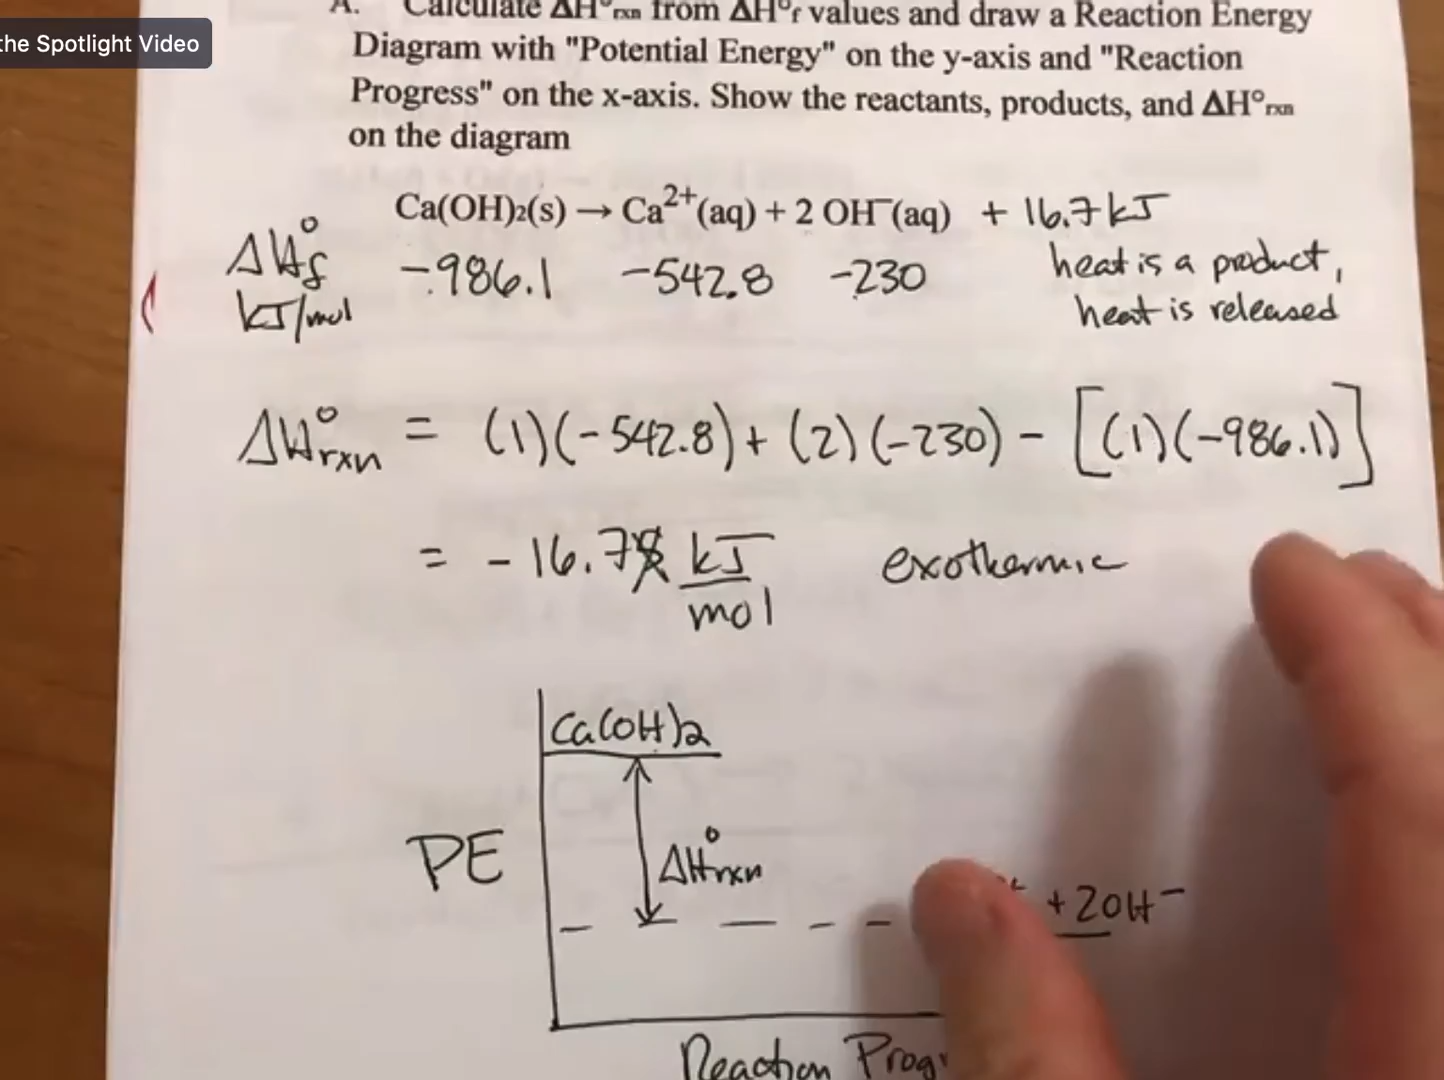 the Spotlight Video
A. Calculate ΔH°rxn from ΔH°f values and draw a Reaction Energy
Diagram with "Potential Energy" on the y-axis and "Reaction
Progress" on the x-axis. Show the reactants, products, and ΔH°rxn
on the diagram
Ca(OH)₂(s) → Ca²⁺(aq) + 2 OH⁻(aq) + 16.7 kJ
ΔH°f -986.1 -542.8 -230 heat is a product,
kJ/mol heat is released
ΔH°rxn = (1)(-542.8) + (2)(-230) - [(1)(-986.1)]
= -16.7 kJ/mol exothermic
Ca(OH)₂
PE ΔH°rxn
+ 2OH⁻
Reaction